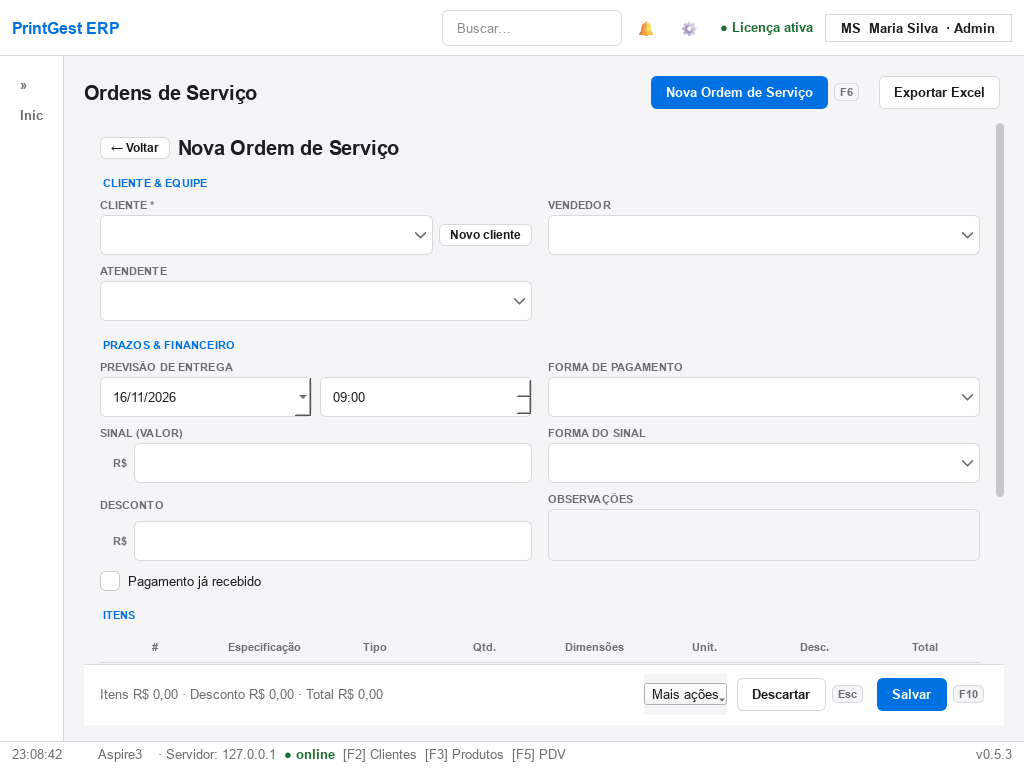 PrintGest ERP
Buscar…
● Licença ativa
MS Maria Silva · Admin
»
Iníc
Ordens de Serviço
Nova Ordem de Serviço
F6
Exportar Excel
← Voltar
Nova Ordem de Serviço
CLIENTE & EQUIPE
CLIENTE *
VENDEDOR
Novo cliente
ATENDENTE
PRAZOS & FINANCEIRO
PREVISÃO DE ENTREGA
FORMA DE PAGAMENTO
16/11/2026
09:00
SINAL (VALOR)
FORMA DO SINAL
R$
DESCONTO
OBSERVAÇÕES
R$
Pagamento já recebido
ITENS
# Especificação Tipo Qtd. Dimensões Unit. Desc. Total
Itens R$ 0,00 · Desconto R$ 0,00 · Total R$ 0,00
Mais ações
Descartar
Esc
Salvar
F10
23:08:42 Aspire3 · Servidor: 127.0.0.1 ● online [F2] Clientes [F3] Produtos [F5] PDV v0.5.3